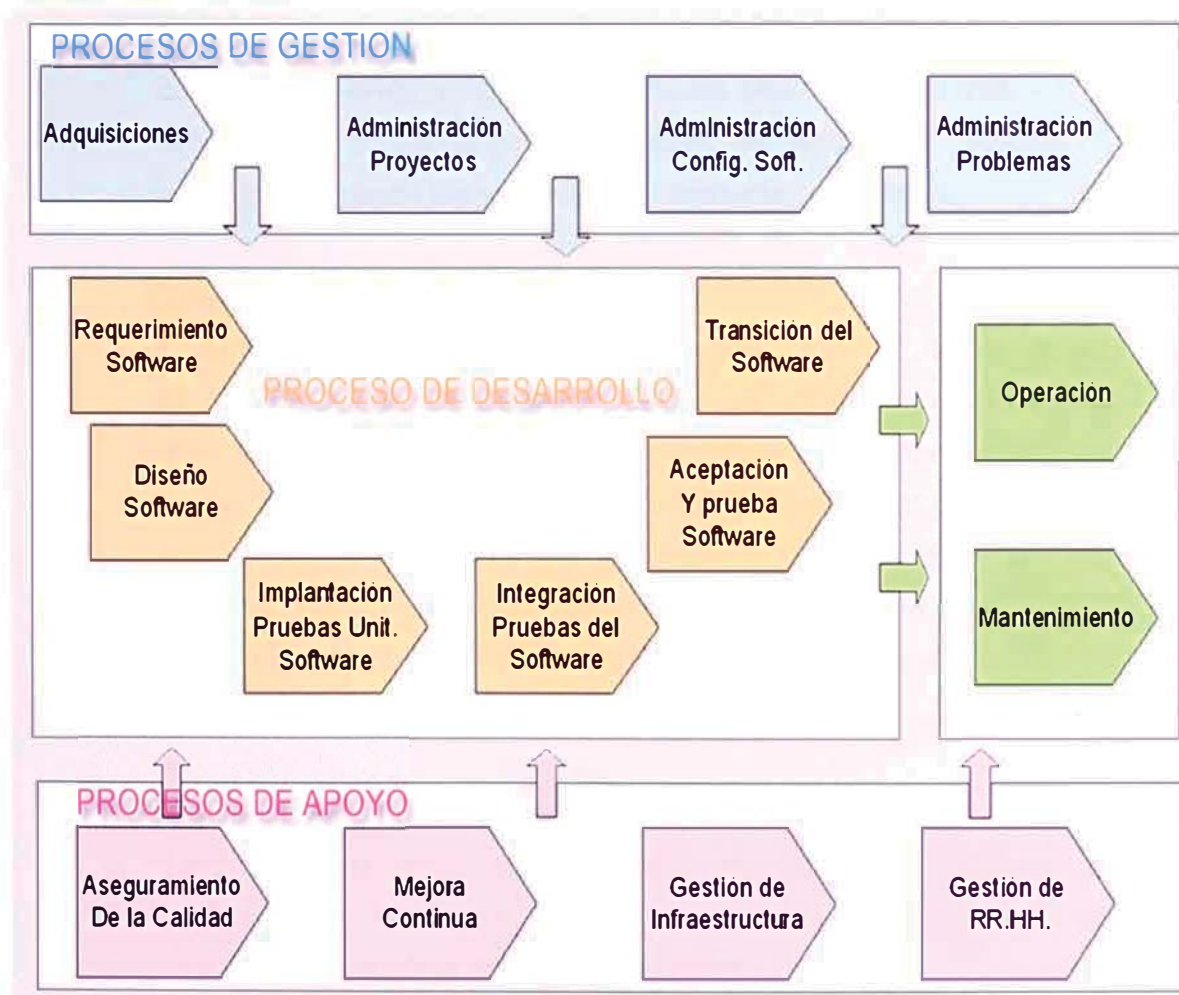 PROCESOS DE GESTION
Adquisiciones
Administración
Proyectos
Administración
Config. Soft.
Administración
Problemas
Requerimiento
Software
PROCESO DE DESARROLLO
Transición del
Software
Operación
Diseño
Software
Aceptación
Y prueba
Software
Implantación
Pruebas Unit.
Software
Integración
Pruebas del
Software
Mantenimiento
PROCESOS DE APOYO
Aseguramiento
De la Calidad
Mejora
Continua
Gestión de
Infraestructura
Gestión de
RR.HH.